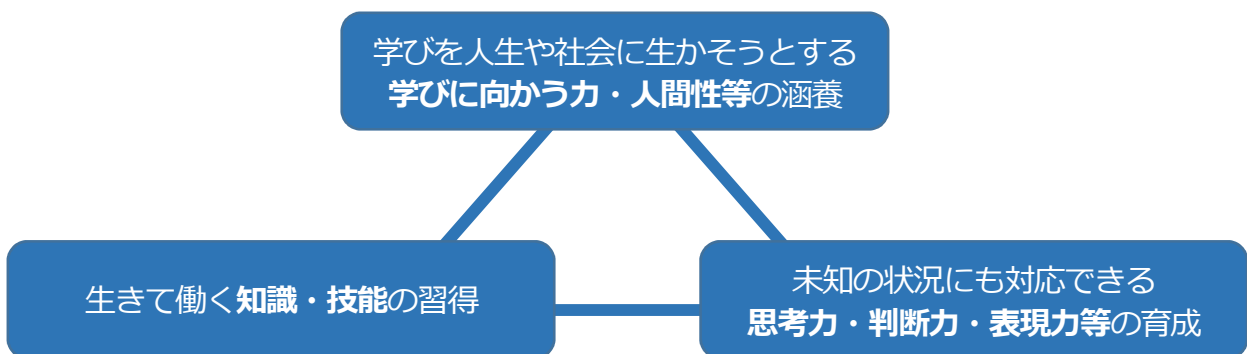 学びを人生や社会に生かそうとする
学びに向かう力・人間性等の涵養
生きて働く知識・技能の習得
未知の状況にも対応できる
思考力・判断力・表現力等の育成